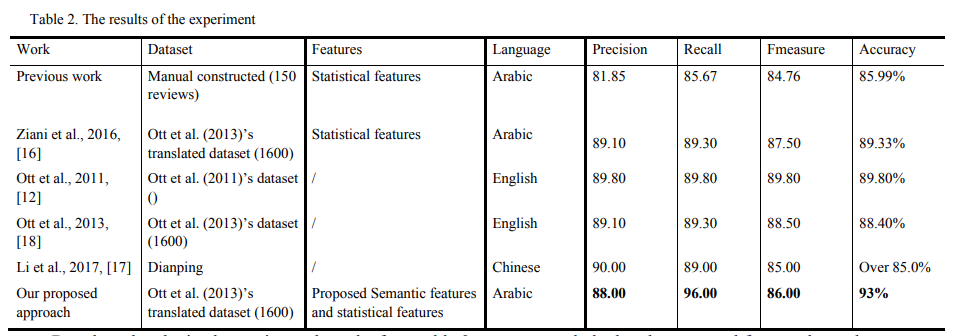 Table 2. The results of the experiment
Work Dataset Features Language Precision Recall Fmeasure Accuracy
Previous work Manual constructed (150 Statistical features Arabic 81.85 85.67 84.76 85.99%
reviews)
Ziani et al., 2016, Ott et al. (2013)'s Statistical features Arabic
[16] translated dataset (1600) 89.10 89.30 87.50 89.33%
Ott et al., 2011, Ott et al. (2011)'s dataset / English 89.80 89.80 89.80 89.80%
[12] ()
Ott et al., 2013, Ott et al. (2013)'s dataset / English 89.10 89.30 88.50 88.40%
[18] (1600)
Li et al., 2017, [17] Dianping / Chinese 90.00 89.00 85.00 Over 85.0%
Our proposed Ott et al. (2013)'s Proposed Semantic features Arabic 88.00 96.00 86.00 93%
approach translated dataset (1600) and statistical features